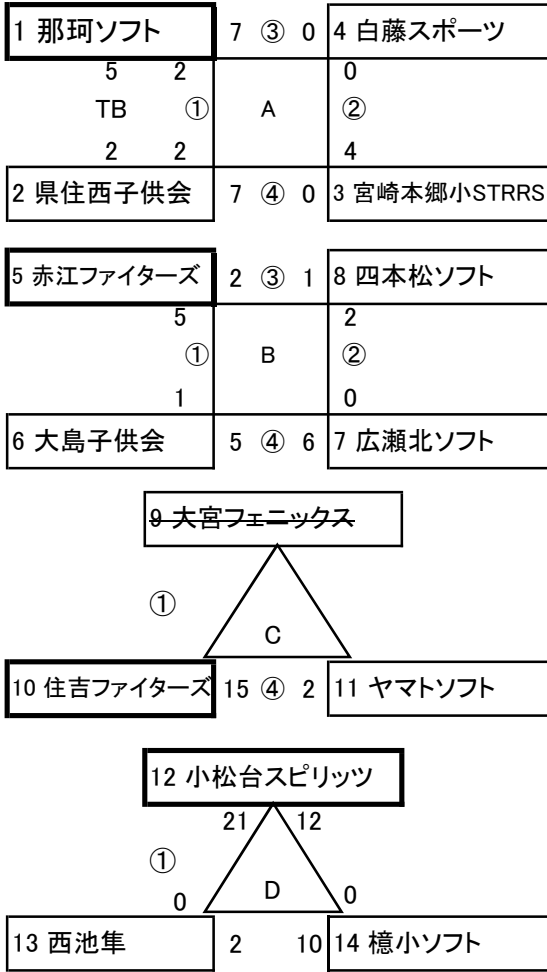 1 那珂ソフト 7 ③ 0 4 白藤スポーツ
5 2 0
TB ① A ②
2 2 4
2 県住西子供会 7 ④ 0 3 宮崎本郷小STRRS
5 赤江ファイターズ 2 ③ 1 8 四本松ソフト
5 2
① B ②
1 0
6 大島子供会 5 ④ 6 7 広瀬北ソフト
9 大宮フェニックス
①
C
10 住吉ファイターズ 15 ④ 2 11 ヤマトソフト
12 小松台スピリッツ
21 12
①
0 D 0
13 西池隼 2 10 14 檍小ソフト